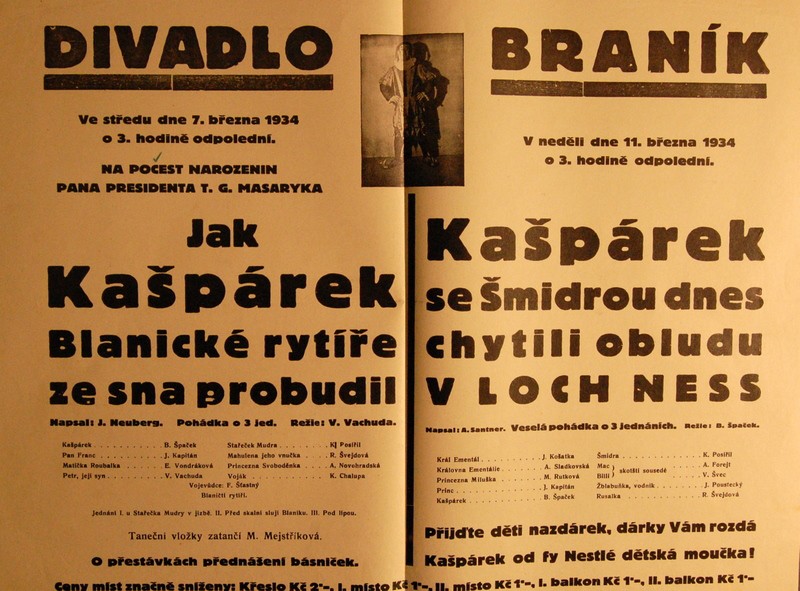 DIVADLO BRANÍK
Ve středu dne 7. března 1934
o 3. hodině odpolední.
NA POČEST NAROZENIN
PANA PRESIDENTA T. G. MASARYKA
Jak
Kašpárek
Blanické rytíře
ze sna probudil
Napsal: J. Neuberg. Pohádka o 3 jed. Režie: V. Vachuda.
Kašpárek . . . . . . . . . . B. Špaček Stařeček Mudra . . . . . . . K. Posífil
Pan Franc . . . . . . . . . J. Kapitán Mahulena jeho vnučka . . R. Švejdová
Matička Rouhalka . . . . . E. Vondráková Princezna Svoboděnka . . A. Novohradská
Petr, její syn . . . . . . . . V. Vachuda Voják . . . . . . . . . . K. Chalupa
Vojevůdce: F. Šťastný
Blaničtí rytíři.
Jednání I. u Stařečka Mudry v jizbě. II. Před skalní slují Blaníku. III. Pod lipou.
Taneční vložky zatančí M. Mejstříková.
O přestávkách přednášení básniček.
V neděli dne 11. března 1934
o 3. hodině odpolední.
Kašpárek
se Šmidrou dnes
chytili obludu
V LOCH NESS
Napsal: A. Santner. Veselá pohádka o 3 jednáních. Režie: B. Špaček.
Král Ementál . . . . . . . . J. Košatka Šmidra . . . . . . . . . . K. Posífil
Královna Ementálie . . . . A. Sladkovská Mac } skotští sousedé . . A. Forejt
Princezna Miluška . . . . . M. Rutková Billi } . . V. Švec
Princ . . . . . . . . . . . J. Kapitán Žblabuňka, vodník . . . . J. Poustecký
Kašpárek . . . . . . . . . B. Špaček Rusalka . . . . . . . . . R. Švejdová
Přijďte děti nazdárek, dárky Vám rozdá
Kašpárek od fy Nestlé dětská moučka!
Ceny míst značně sníženy: Křeslo Kč 2·-, I. místo Kč 1·-, II. místo Kč 1·-, I. balkon Kč 1·-, II. balkon Kč 1·-